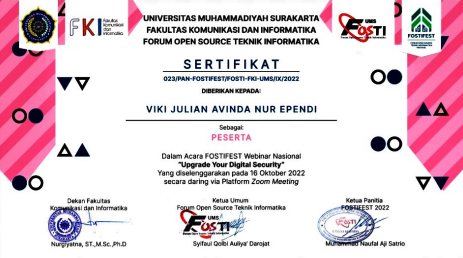 UNIVERSITAS MUHAMMADIYAH SURAKARTA
FAKULTAS KOMUNIKASI DAN INFORMATIKA
FORUM OPEN SOURCE TEKNIK INFORMATIKA
FKI
Fakultas
Komunikasi dan
Informatika
UMS
FOSTI
FOSTIFEST
SERTIFIKAT
023/PAN-FOSTIFEST/FOSTI-FKI-UMS/IX/2022
DIBERIKAN KEPADA:
VIKI JULIAN AVINDA NUR EPENDI
Sebagai:
PESERTA
Dalam Acara FOSTIFEST Webinar Nasional
"Upgrade Your Digital Security"
Yang diselenggarakan pada 16 Oktober 2022
secara daring via Platform Zoom Meeting
Dekan Fakultas
Komunikasi dan Informatika
Nurgiyatna, ST.,M.Sc.,Ph.D
Ketua Umum
Forum Open Source Teknik Informatika
FOSTI
Syifaul Qolbi Auliya' Darojat
Ketua Panitia
FOSTIFEST 2022
FOSTI
Muhammad Naufal Aji Satrio